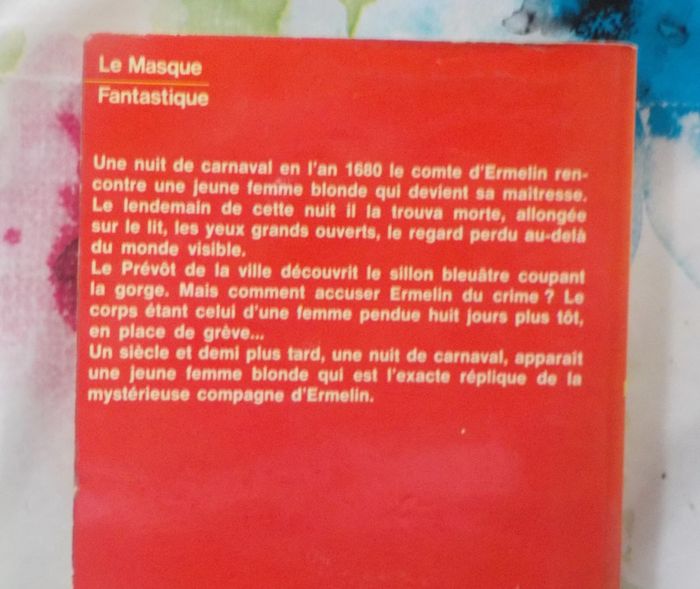 Le Masque
Fantastique
Une nuit de carnaval en l'an 1680 le comte d'Ermelin ren-
contre une jeune femme blonde qui devient sa maitresse.
Le lendemain de cette nuit il la trouva morte, allongée
sur le lit, les yeux grands ouverts, le regard perdu au-delà
du monde visible.
Le Prévôt de la ville découvrit le sillon bleuâtre coupant
la gorge. Mais comment accuser Ermelin du crime ? Le
corps étant celui d'une femme pendue huit jours plus tôt,
en place de grève...
Un siècle et demi plus tard, une nuit de carnaval, apparaît
une jeune femme blonde qui est l'exacte réplique de la
mystérieuse compagne d'Ermelin.